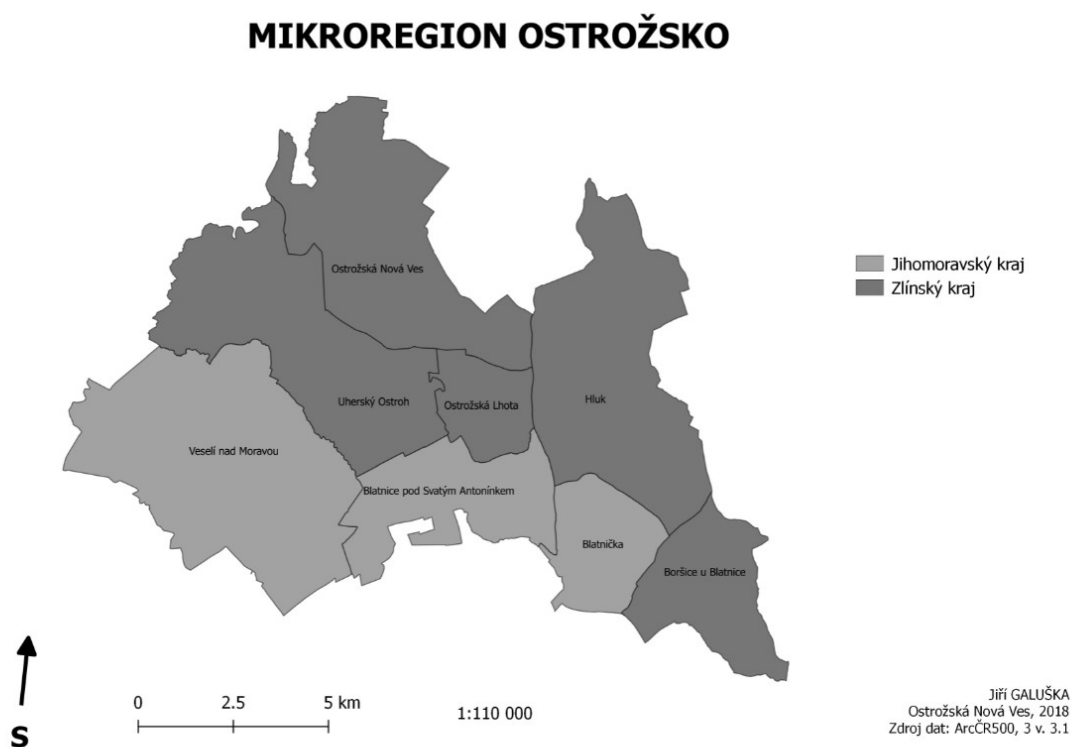 MIKROREGION OSTROŽSKO
Jihomoravský kraj
Zlínský kraj
Ostrožská Nová Ves
Uherský Ostroh
Ostrožská Lhota
Hluk
Veselí nad Moravou
Blatnice pod Svatým Antonínkem
Blatnička
Boršice u Blatnice
S
0 2.5 5 km
1:110 000
Jiří GALUŠKA
Ostrožská Nová Ves, 2018
Zdroj dat: ArcČR500, 3 v. 3.1